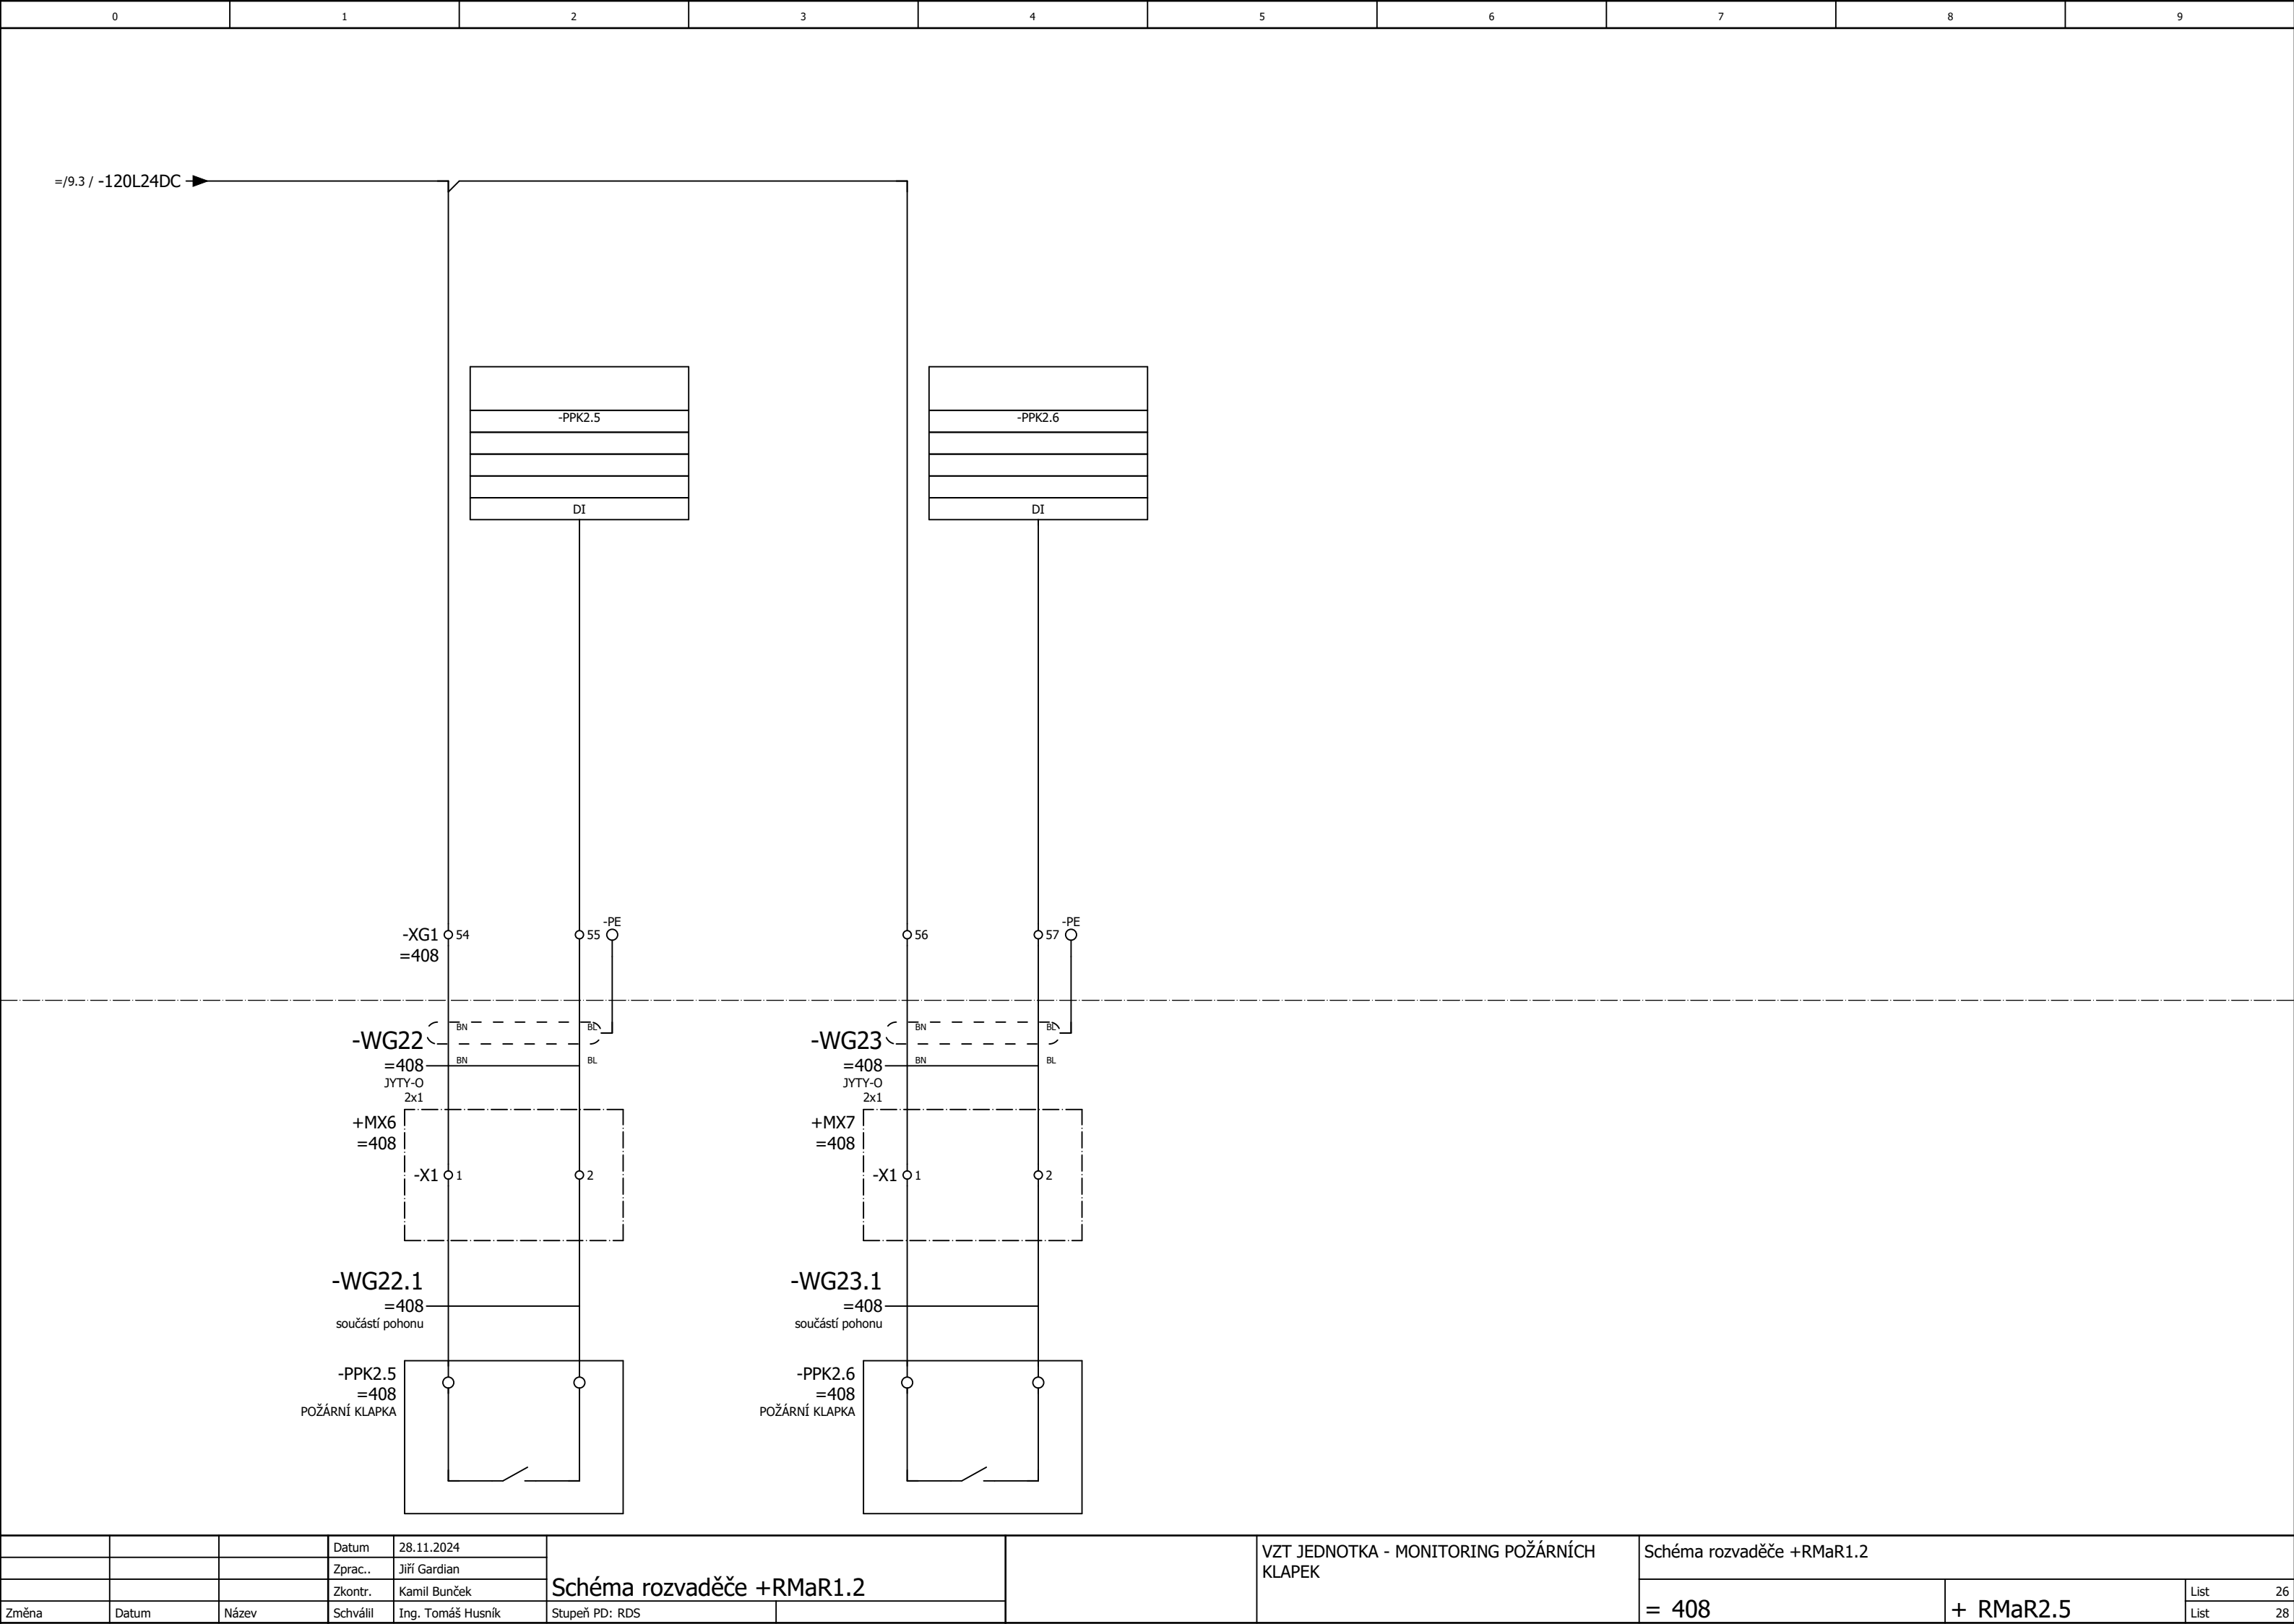 0 1 2 3 4 5 6 7 8 9
=/9.3 / -120L24DC
-PPK2.5 -PPK2.6
DI DI
-PE -PE
-XG1 54 55 56 57
=408
BN BL BN BL
-WG22 -WG23
=408 BN BL =408 BN BL
JYTY-O JYTY-O
2x1 2x1
+MX6 +MX7
=408 =408
-X1 1 2 -X1 1 2
-WG22.1 -WG23.1
=408 =408
součástí pohonu součástí pohonu
-PPK2.5 -PPK2.6
=408 =408
POŽÁRNÍ KLAPKA POŽÁRNÍ KLAPKA
Datum 28.11.2024
Zprac.. Jiří Gardian
Zkontr. Kamil Bunček
Změna Datum Název Schválil Ing. Tomáš Husník
Schéma rozvaděče +RMaR1.2
Stupeň PD: RDS
VZT JEDNOTKA - MONITORING POŽÁRNÍCH
KLAPEK
Schéma rozvaděče +RMaR1.2
= 408 + RMaR2.5
List 26
List 28